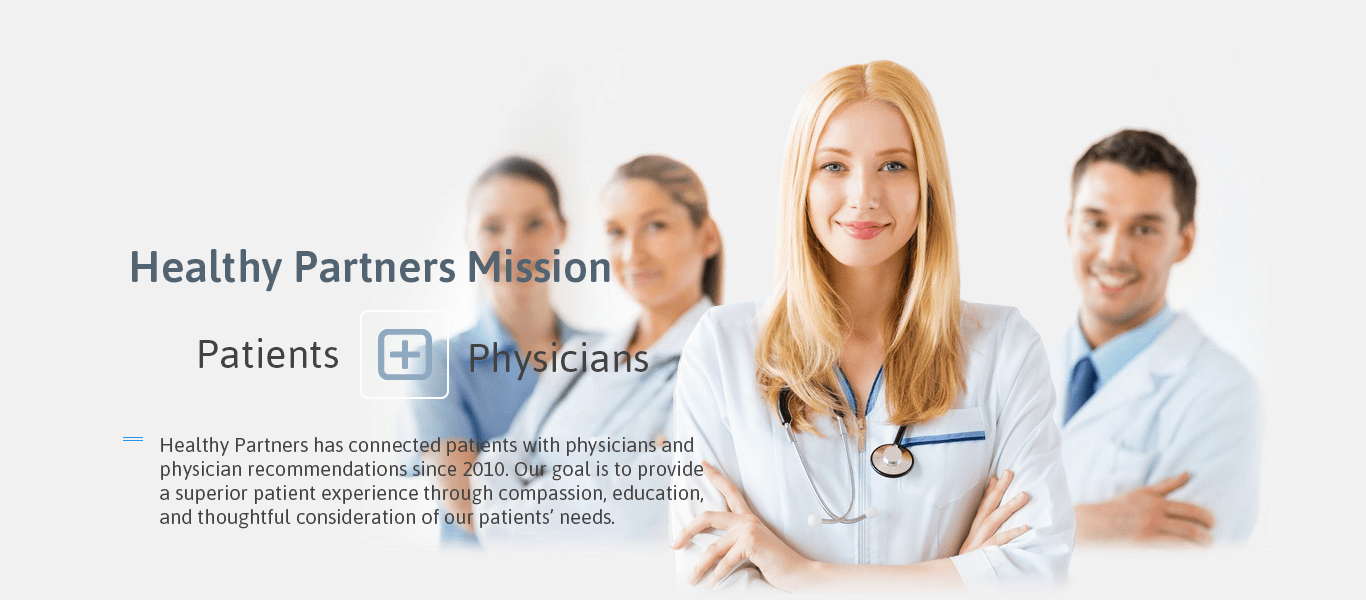 Healthy Partners Mission
Patients
Physicians
Healthy Partners has connected patients with physicians and
physician recommendations since 2010. Our goal is to provide
a superior patient experience through compassion, education,
and thoughtful consideration of our patients’ needs.